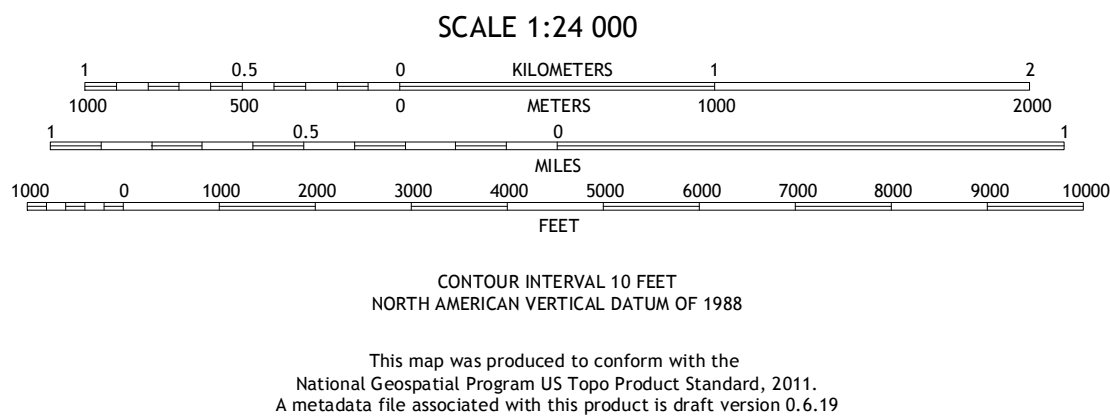 SCALE 1:24 000
1 0.5 0 KILOMETERS 1 2
1000 500 0 METERS 1000 2000
1 0.5 0 1
MILES
1000 0 1000 2000 3000 4000 5000 6000 7000 8000 9000 10000
FEET
CONTOUR INTERVAL 10 FEET
NORTH AMERICAN VERTICAL DATUM OF 1988
This map was produced to conform with the
National Geospatial Program US Topo Product Standard, 2011.
A metadata file associated with this product is draft version 0.6.19